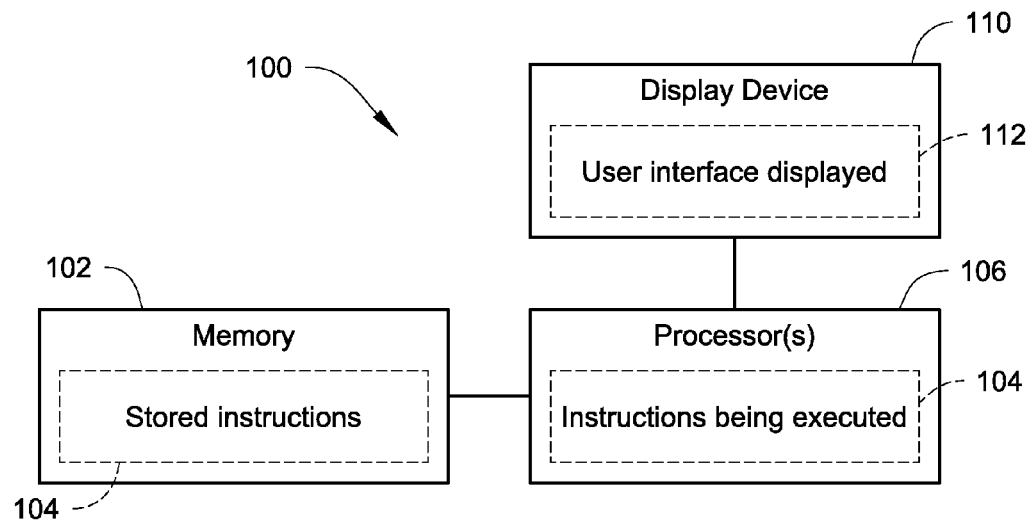 110
100
Display Device
112
User interface displayed
102
106
Memory
Processor(s)
104
Stored instructions
Instructions being executed
104